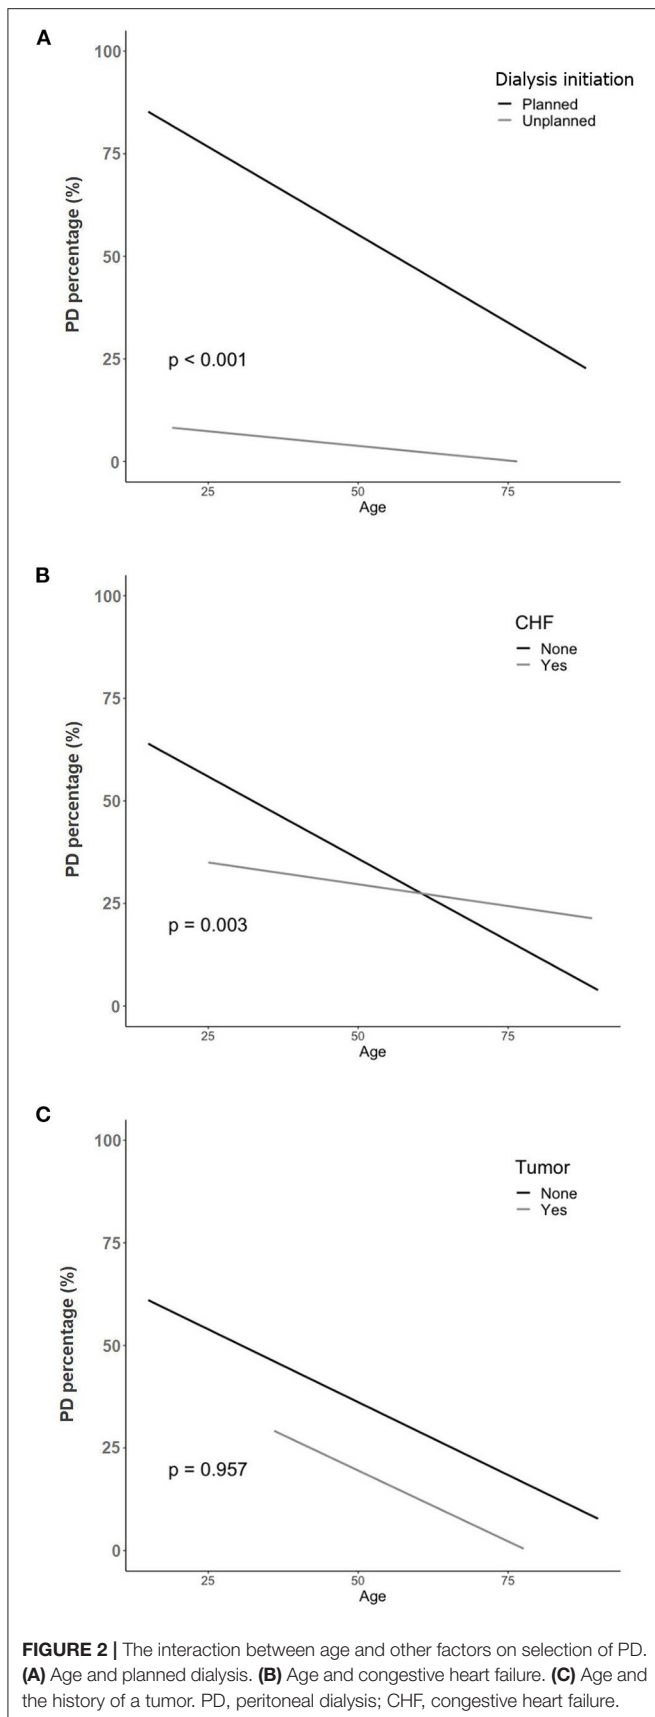 A
100
75
50
25
0
PD percentage (%)
Dialysis initiation
Planned
Unplanned
p < 0.001
25 50 75
Age
B
100
75
50
25
0
PD percentage (%)
CHF
None
Yes
p = 0.003
25 50 75
Age
C
100
75
50
25
0
PD percentage (%)
Tumor
None
Yes
p = 0.957
25 50 75
Age
FIGURE 2 | The interaction between age and other factors on selection of PD.
(A) Age and planned dialysis. (B) Age and congestive heart failure. (C) Age and
the history of a tumor. PD, peritoneal dialysis; CHF, congestive heart failure.